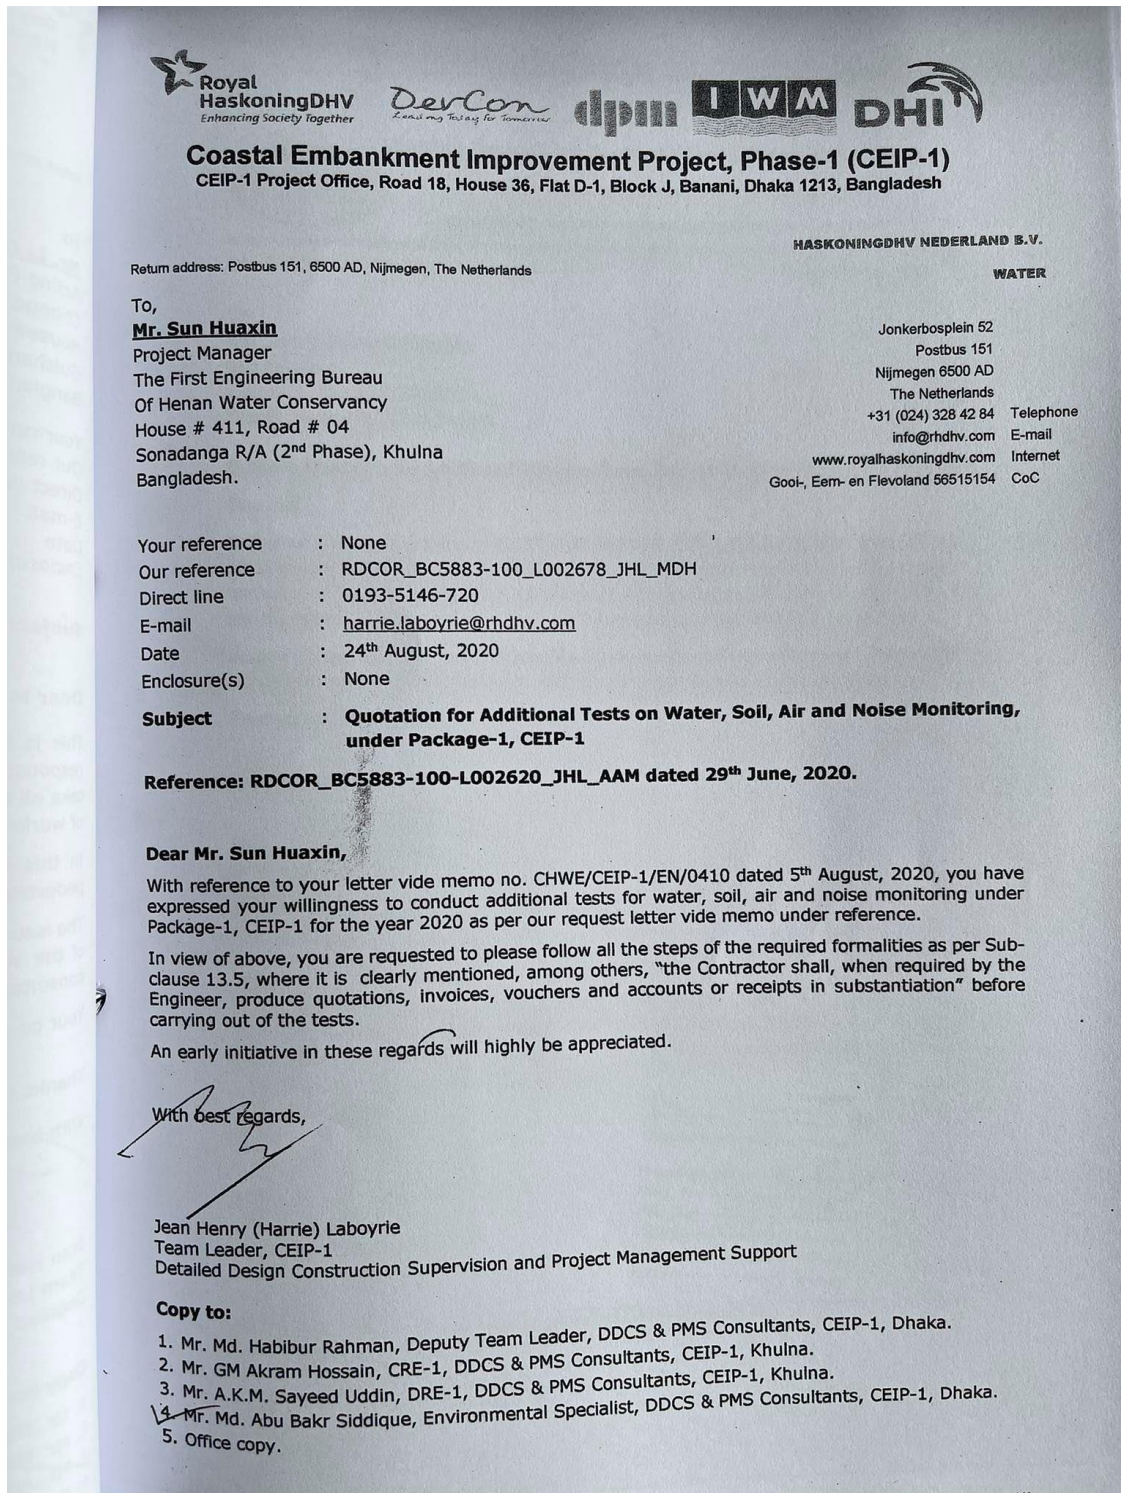 Royal
HaskoningDHV
Enhancing Society Together
DevCon
Leading Today for Tomorrow
dpm
IWM
DHI
Coastal Embankment Improvement Project, Phase-1 (CEIP-1)
CEIP-1 Project Office, Road 18, House 36, Flat D-1, Block J, Banani, Dhaka 1213, Bangladesh
HASKONINGDHV NEDERLAND B.V.
Return address: Postbus 151, 6500 AD, Nijmegen, The Netherlands
WATER
To,
Mr. Sun Huaxin
Project Manager
The First Engineering Bureau
Of Henan Water Conservancy
House # 411, Road # 04
Sonadanga R/A (2nd Phase), Khulna
Bangladesh.
Jonkerbosplein 52
Postbus 151
Nijmegen 6500 AD
The Netherlands
+31 (024) 328 42 84 Telephone
info@rhdhv.com E-mail
www.royalhaskoningdhv.com Internet
Gooi-, Eem- en Flevoland 56515154 CoC
Your reference : None
Our reference : RDCOR_BC5883-100_L002678_JHL_MDH
Direct line : 0193-5146-720
E-mail : harrie.laboyrie@rhdhv.com
Date : 24th August, 2020
Enclosure(s) : None
Subject : Quotation for Additional Tests on Water, Soil, Air and Noise Monitoring,
under Package-1, CEIP-1
Reference: RDCOR_BC5883-100-L002620_JHL_AAM dated 29th June, 2020.
Dear Mr. Sun Huaxin,
With reference to your letter vide memo no. CHWE/CEIP-1/EN/0410 dated 5th August, 2020, you have
expressed your willingness to conduct additional tests for water, soil, air and noise monitoring under
Package-1, CEIP-1 for the year 2020 as per our request letter vide memo under reference.
In view of above, you are requested to please follow all the steps of the required formalities as per Sub-
clause 13.5, where it is clearly mentioned, among others, "the Contractor shall, when required by the
Engineer, produce quotations, invoices, vouchers and accounts or receipts in substantiation" before
carrying out of the tests.
An early initiative in these regards will highly be appreciated.
With best regards,
Jean Henry (Harrie) Laboyrie
Team Leader, CEIP-1
Detailed Design Construction Supervision and Project Management Support
Copy to:
1. Mr. Md. Habibur Rahman, Deputy Team Leader, DDCS & PMS Consultants, CEIP-1, Dhaka.
2. Mr. GM Akram Hossain, CRE-1, DDCS & PMS Consultants, CEIP-1, Khulna.
3. Mr. A.K.M. Sayeed Uddin, DRE-1, DDCS & PMS Consultants, CEIP-1, Khulna.
4. Mr. Md. Abu Bakr Siddique, Environmental Specialist, DDCS & PMS Consultants, CEIP-1, Dhaka.
5. Office copy.